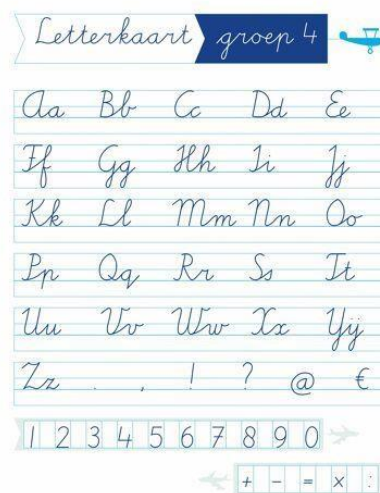 Letterkaart groep 4
Aa Bb Cc Dd Ee
Ff Gg Hh Ii Jj
Kk Ll Mm Nn Oo
Pp Qq Rr Ss Tt
Uu Vv Ww Xx IJij
Zz . , ! ? @ €
1 2 3 4 5 6 7 8 9 0
+ - = x :